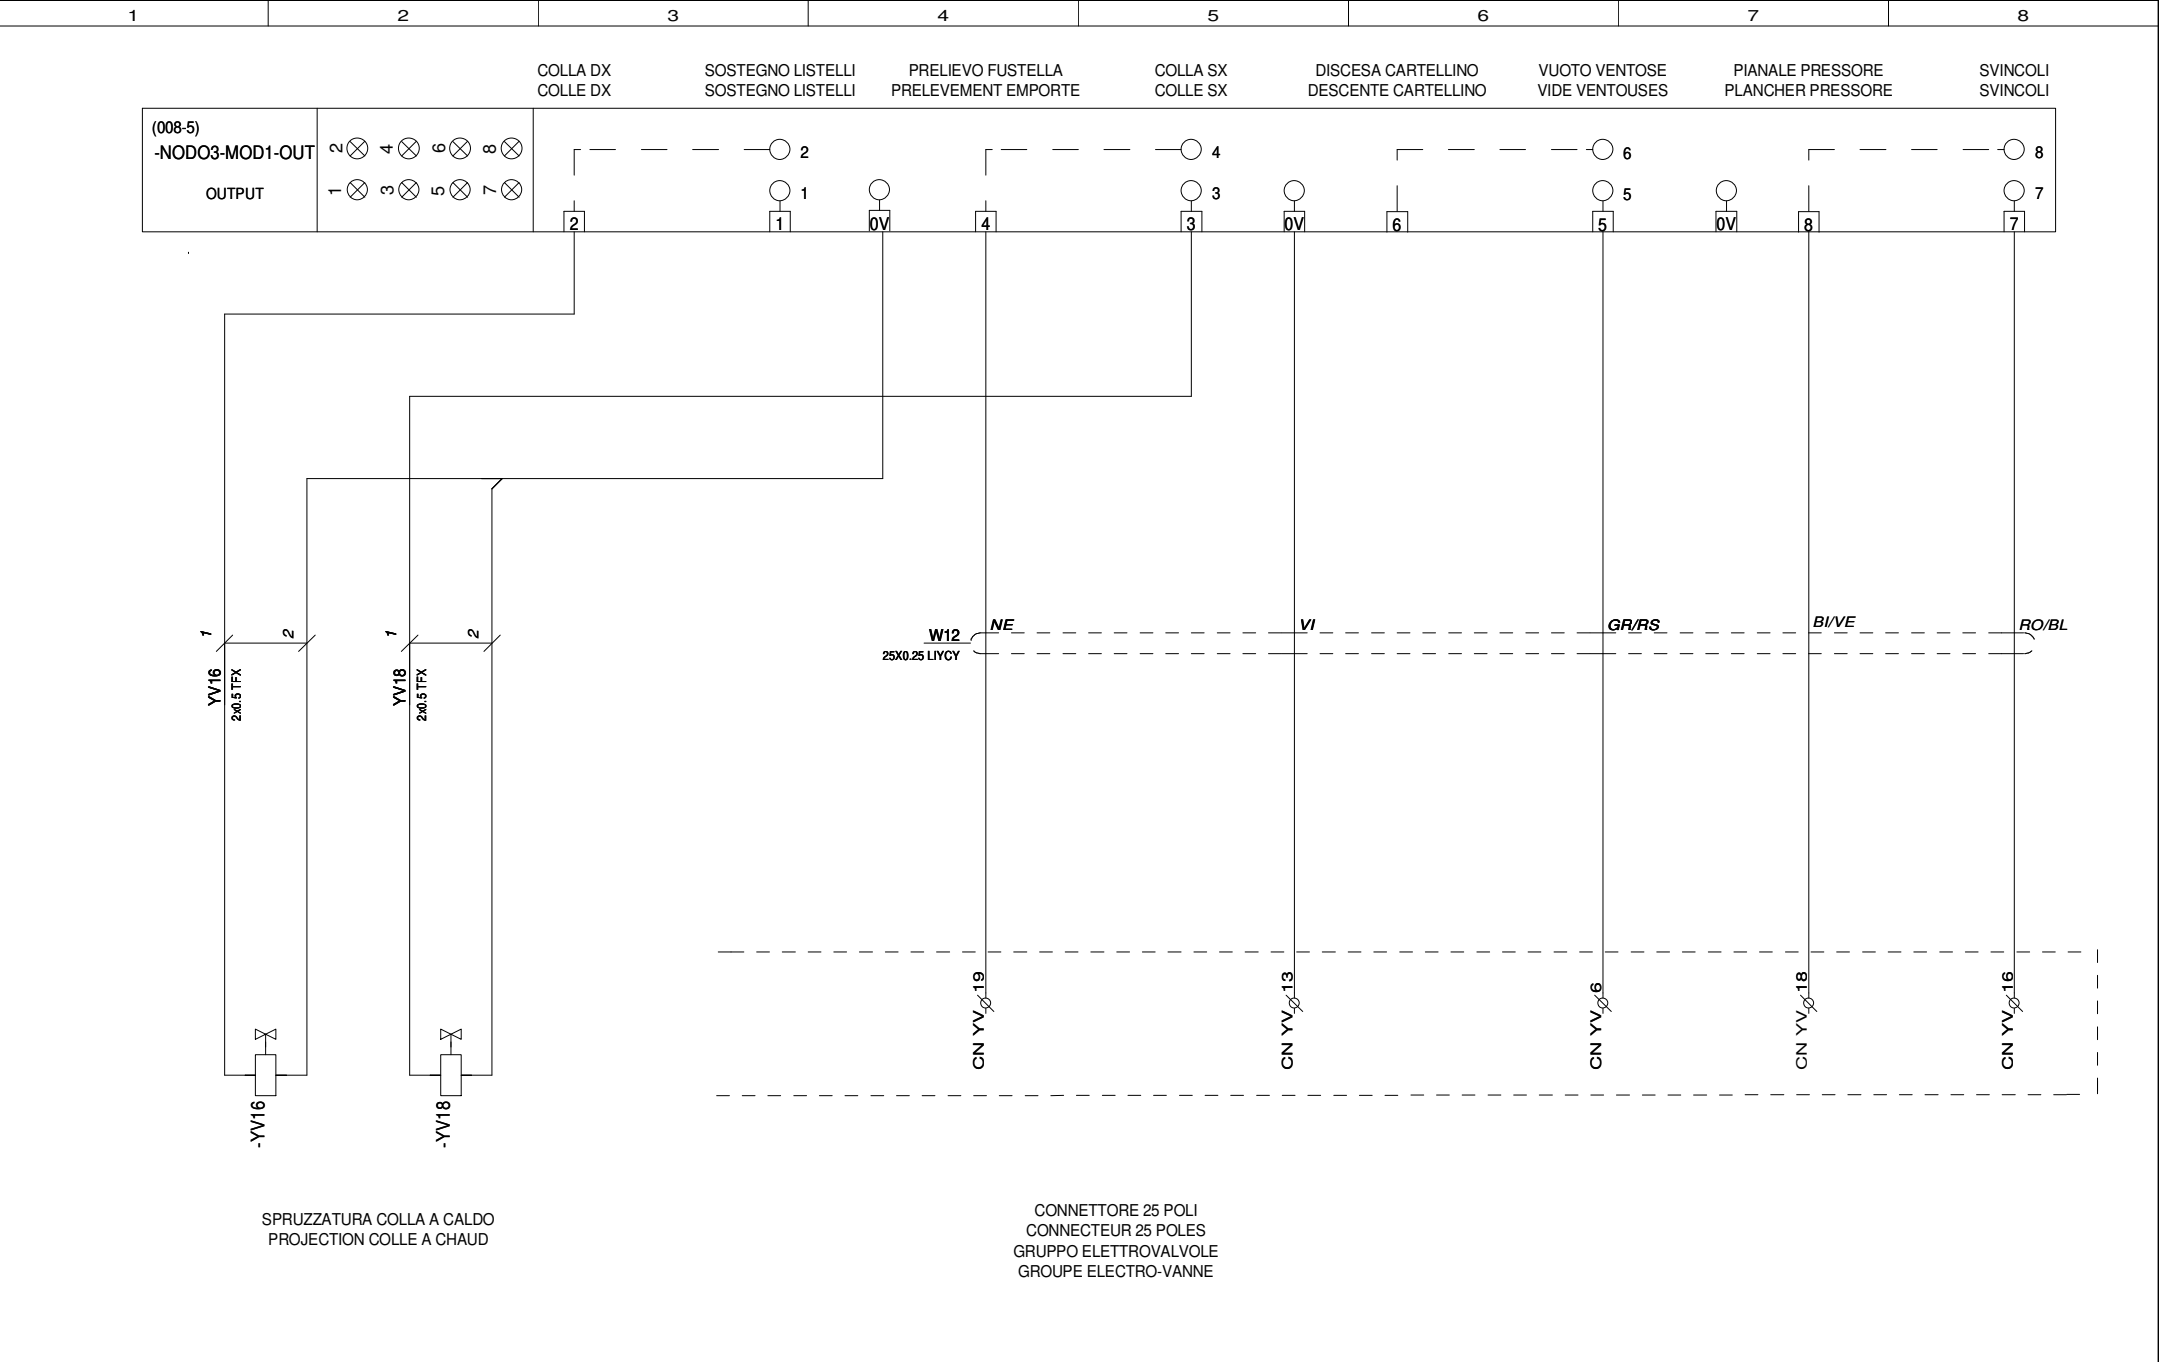 1 2 3 4 5 6 7 8
COLLA DX SOSTEGNO LISTELLI PRELIEVO FUSTELLA COLLA SX DISCESA CARTELLINO VUOTO VENTOSE PIANALE PRESSORE SVINCOLI
COLLE DX SOSTEGNO LISTELLI PRELEVEMENT EMPORTE COLLE SX DESCENTE CARTELLINO VIDE VENTOUSES PLANCHER PRESSORE SVINCOLI
(008-5)
-NODO3-MOD1-OUT 2 4 6 8 2 4 6 8
OUTPUT 1 3 5 7 1 3 5 7
2 1 0V 4 3 0V 6 5 0V 8 7
NE VI GR/RS BI/VE RO/BL
1 2 1 2 W12
25X0.25 LIYCY
YV16
2x0.5 TFX
YV18
2x0.5 TFX
CN YV 19
CN YV 13
CN YV 6
CN YV 18
CN YV 16
-YV16
-YV18
SPRUZZATURA COLLA A CALDO
PROJECTION COLLE A CHAUD
CONNETTORE 25 POLI
CONNECTEUR 25 POLES
GRUPPO ELETTROVALVOLE
GROUPE ELECTRO-VANNE